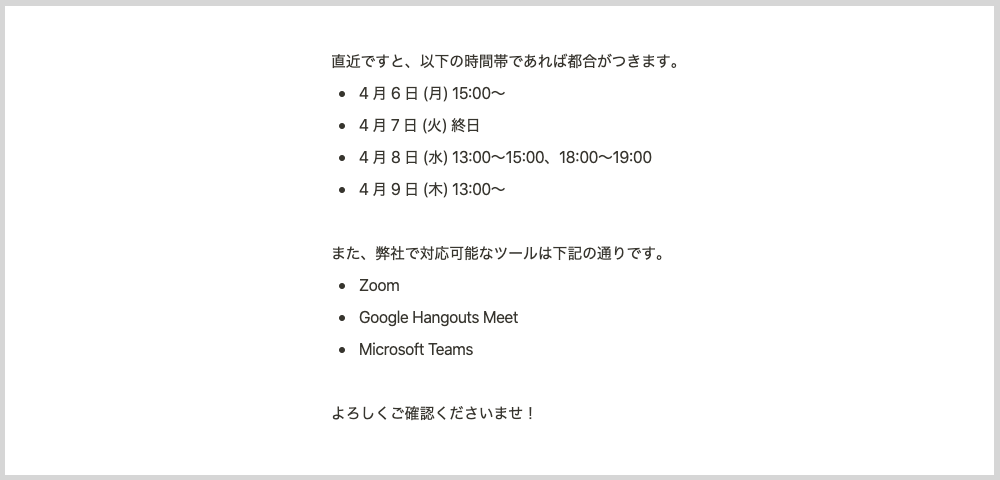 直近ですと、以下の時間帯であれば都合がつきます。
• 4 月 6 日 (月) 15:00〜
• 4 月 7 日 (火) 終日
• 4 月 8 日 (水) 13:00〜15:00、18:00〜19:00
• 4 月 9 日 (木) 13:00〜
また、弊社で対応可能なツールは下記の通りです。
• Zoom
• Google Hangouts Meet
• Microsoft Teams
よろしくご確認くださいませ！